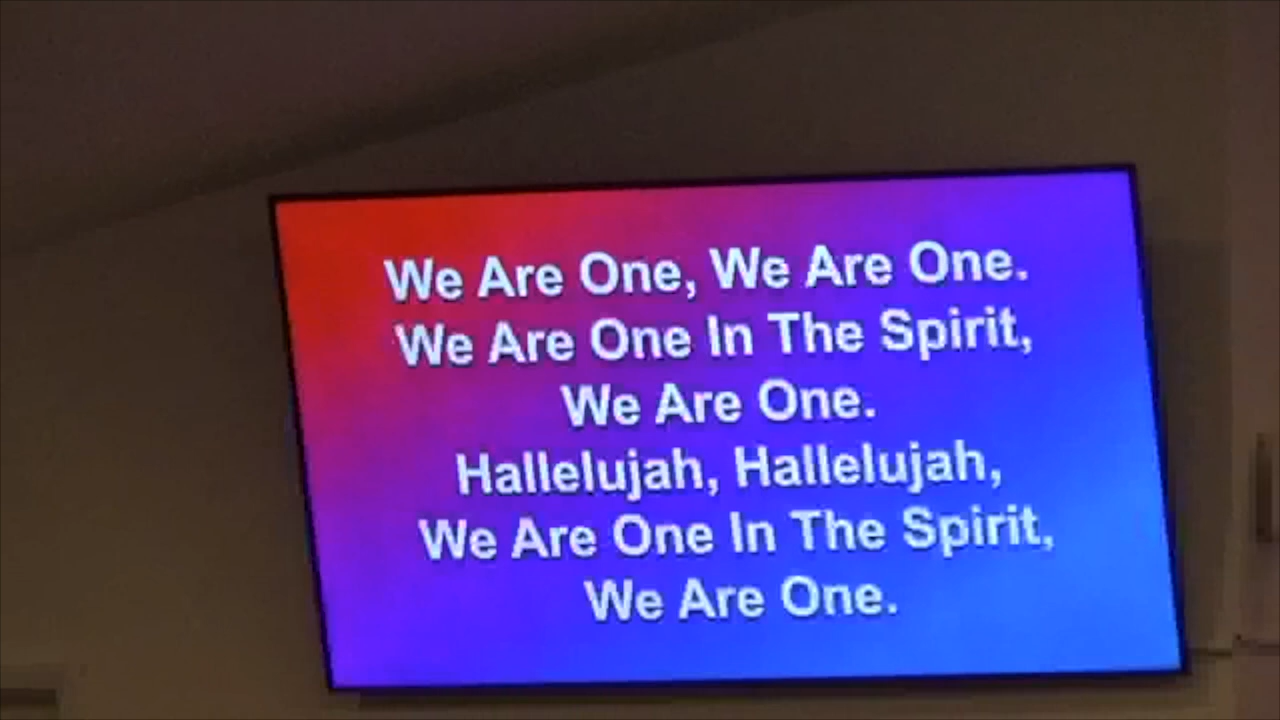 We Are One, We Are One.
We Are One In The Spirit,
We Are One.
Hallelujah, Hallelujah,
We Are One In The Spirit,
We Are One.